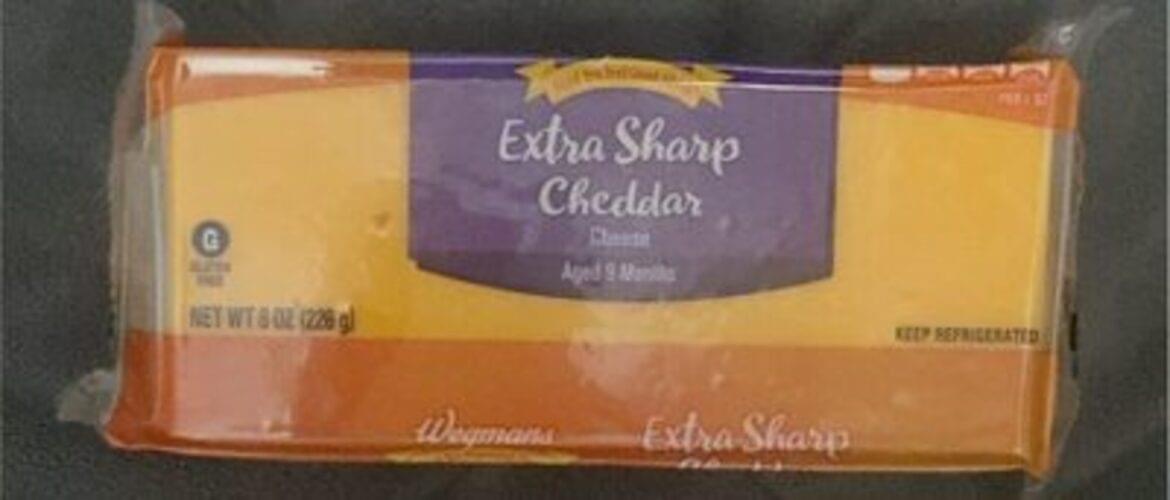 Extra Sharp
Cheddar
Cheese
Aged 9 Months
G
GLUTEN
FREE
NET WT 8 OZ (226 g)
KEEP REFRIGERATED
Wegmans
Extra Sharp